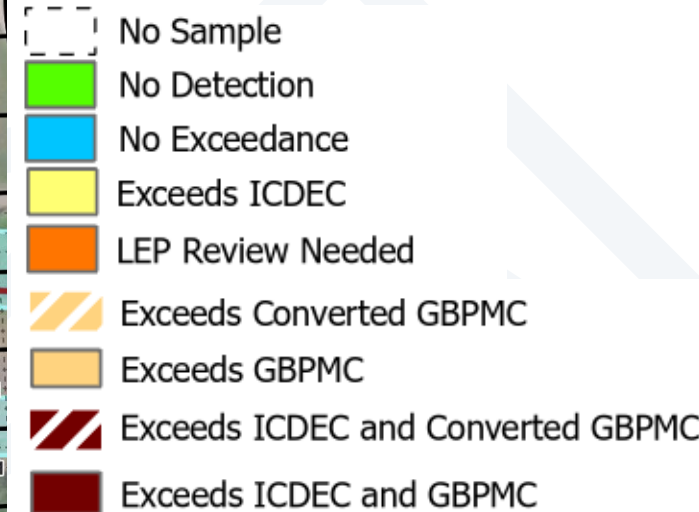 No Sample
No Detection
No Exceedance
Exceeds ICDEC
LEP Review Needed
Exceeds Converted GBPMC
Exceeds GBPMC
Exceeds ICDEC and Converted GBPMC
Exceeds ICDEC and GBPMC